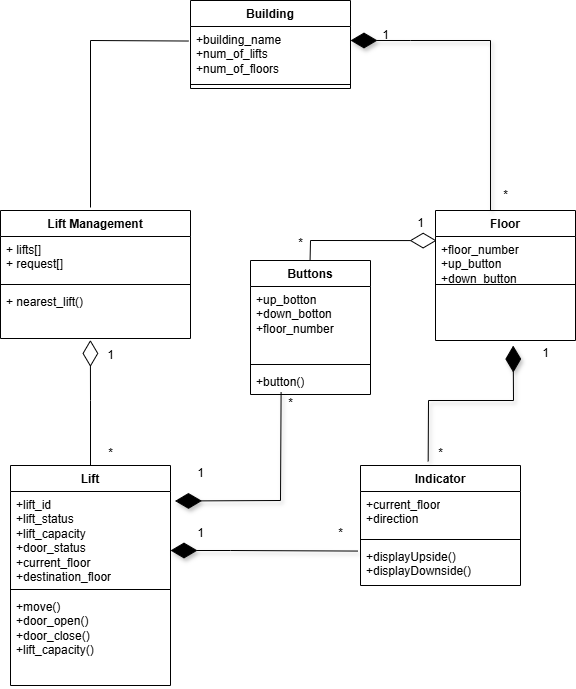 Building
+building_name
+num_of_lifts
+num_of_floors
1
*
Lift Management
+ lifts[]
+ request[]
+ nearest_lift()
1
*
Floor
+floor_number
+up_button
+down_button
1
*
Buttons
+up_botton
+down_botton
+floor_number
+button()
*
1
1
*
Lift
+lift_id
+lift_status
+lift_capacity
+door_status
+current_floor
+destination_floor
+move()
+door_open()
+door_close()
+lift_capacity()
1
*
Indicator
+current_floor
+direction
+displayUpside()
+displayDownside()